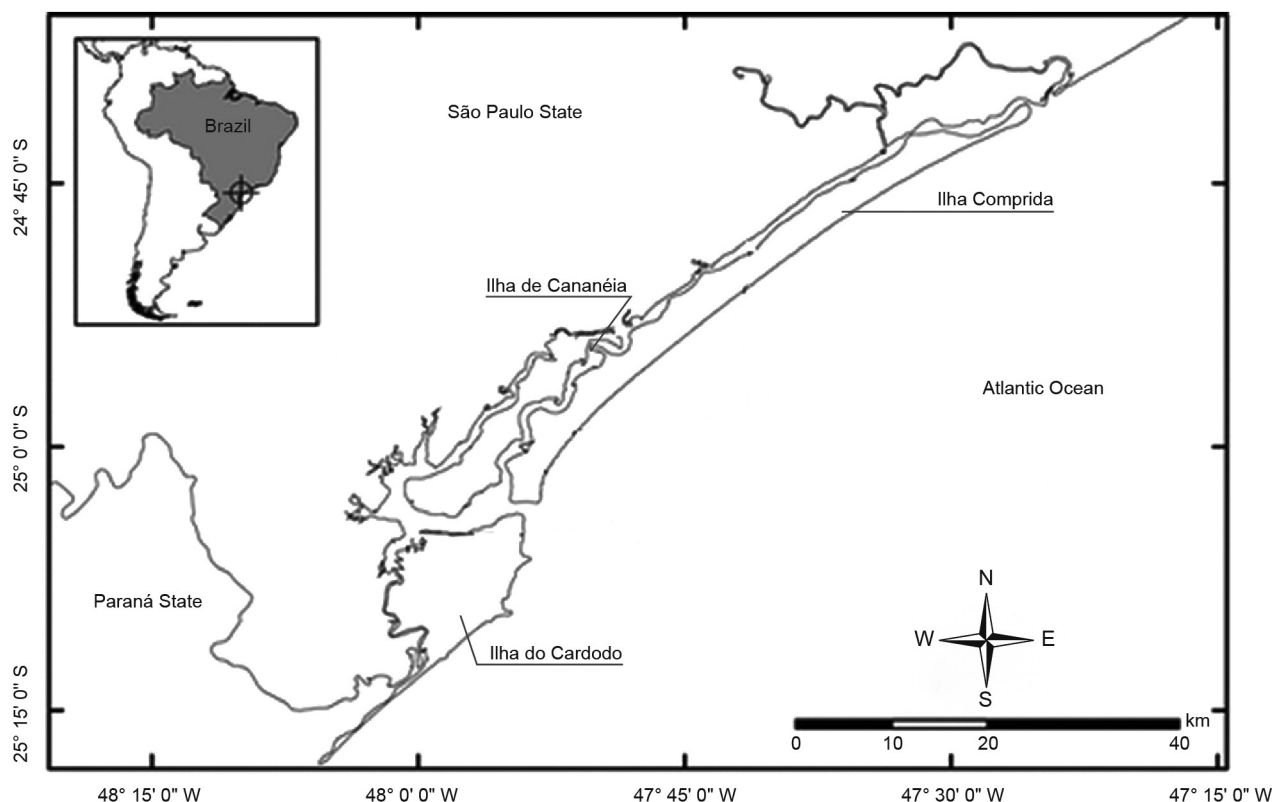 Brazil
São Paulo State
Ilha Comprida
Ilha de Cananéia
Atlantic Ocean
Paraná State
Ilha do Cardodo
N
W
E
S
km
0
10
20
40
24° 45' 0" S
25° 0' 0" S
25° 15' 0" S
48° 15' 0" W
48° 0' 0" W
47° 45' 0" W
47° 30' 0" W
47° 15' 0" W